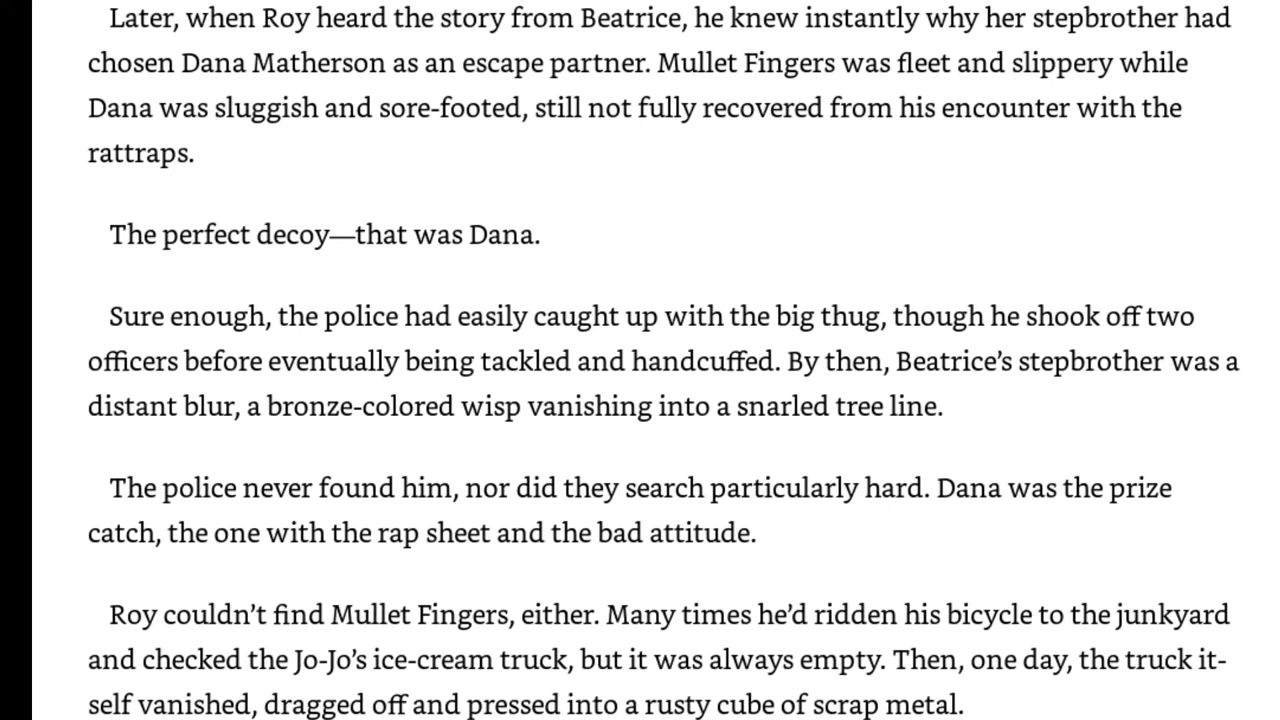 Later, when Roy heard the story from Beatrice, he knew instantly why her stepbrother had
chosen Dana Matherson as an escape partner. Mullet Fingers was fleet and slippery while
Dana was sluggish and sore-footed, still not fully recovered from his encounter with the
rattraps.
The perfect decoy—that was Dana.
Sure enough, the police had easily caught up with the big thug, though he shook off two
officers before eventually being tackled and handcuffed. By then, Beatrice’s stepbrother was a
distant blur, a bronze-colored wisp vanishing into a snarled tree line.
The police never found him, nor did they search particularly hard. Dana was the prize
catch, the one with the rap sheet and the bad attitude.
Roy couldn’t find Mullet Fingers, either. Many times he’d ridden his bicycle to the junkyard
and checked the Jo-Jo’s ice-cream truck, but it was always empty. Then, one day, the truck it-
self vanished, dragged off and pressed into a rusty cube of scrap metal.